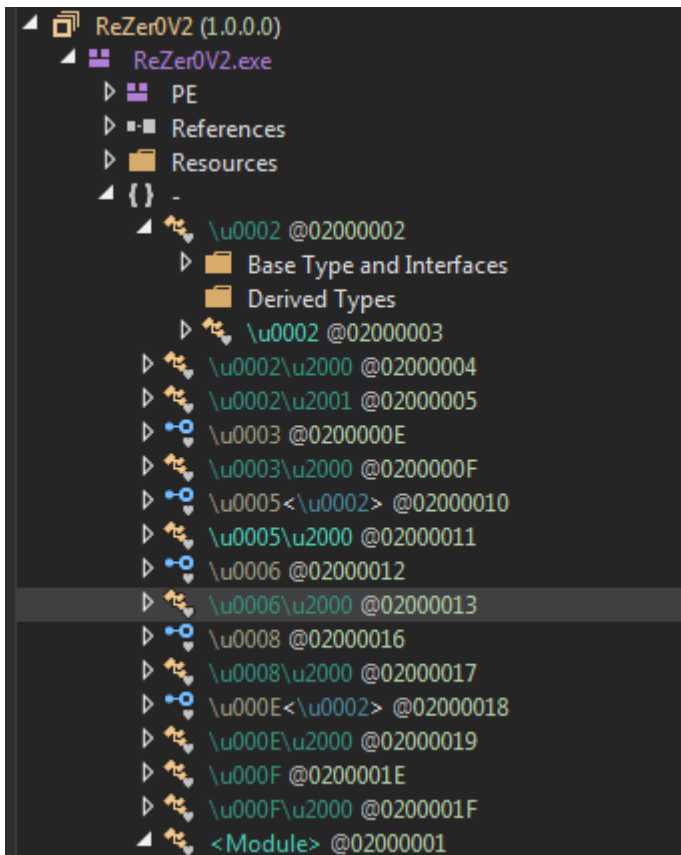 ReZer0V2 (1.0.0.0)
ReZer0V2.exe
PE
References
Resources
{ } -
\u0002 @02000002
Base Type and Interfaces
Derived Types
\u0002 @02000003
\u0002\u2000 @02000004
\u0002\u2001 @02000005
\u0003 @0200000E
\u0003\u2000 @0200000F
\u0005<\u0002> @02000010
\u0005\u2000 @02000011
\u0006 @02000012
\u0006\u2000 @02000013
\u0008 @02000016
\u0008\u2000 @02000017
\u000E<\u0002> @02000018
\u000E\u2000 @02000019
\u000F @0200001E
\u000F\u2000 @0200001F
<Module> @02000001